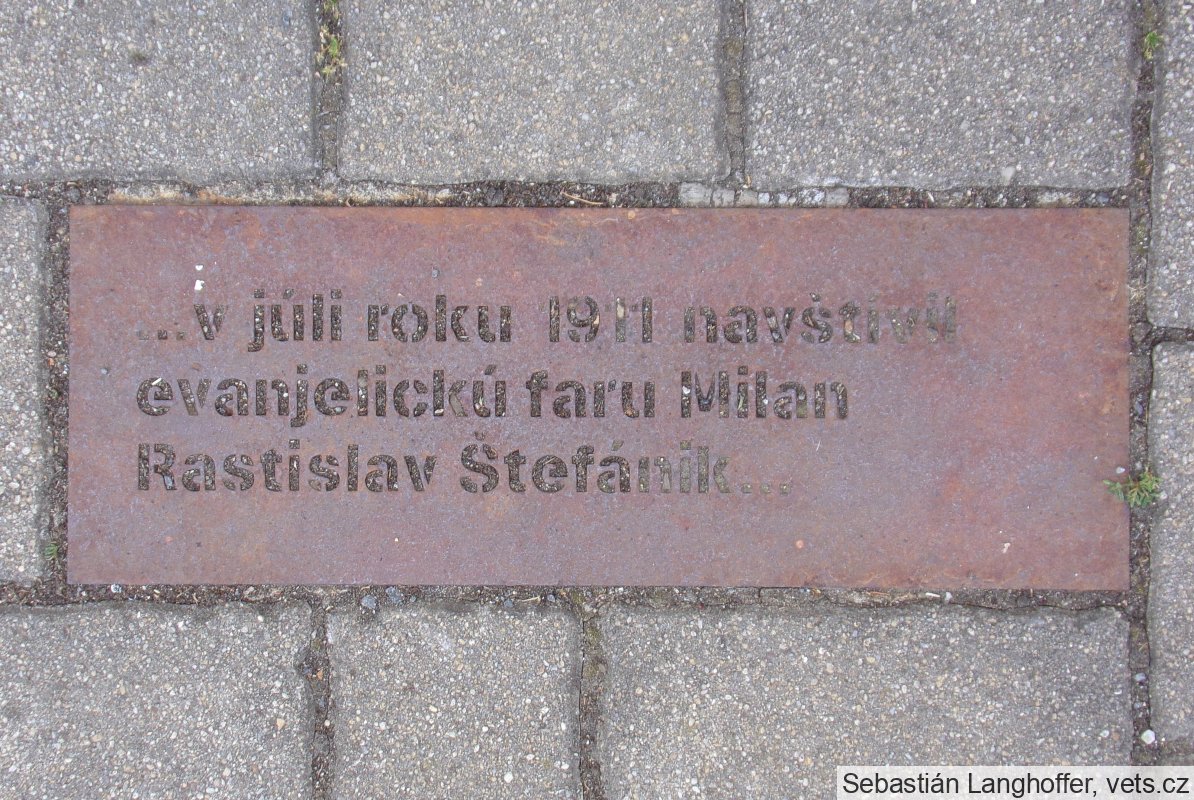 ...v júli roku 1911 navštívil
evanjelickú faru Milan
Rastislav Štefánik...
Sebastián Langhoffer, vets.cz